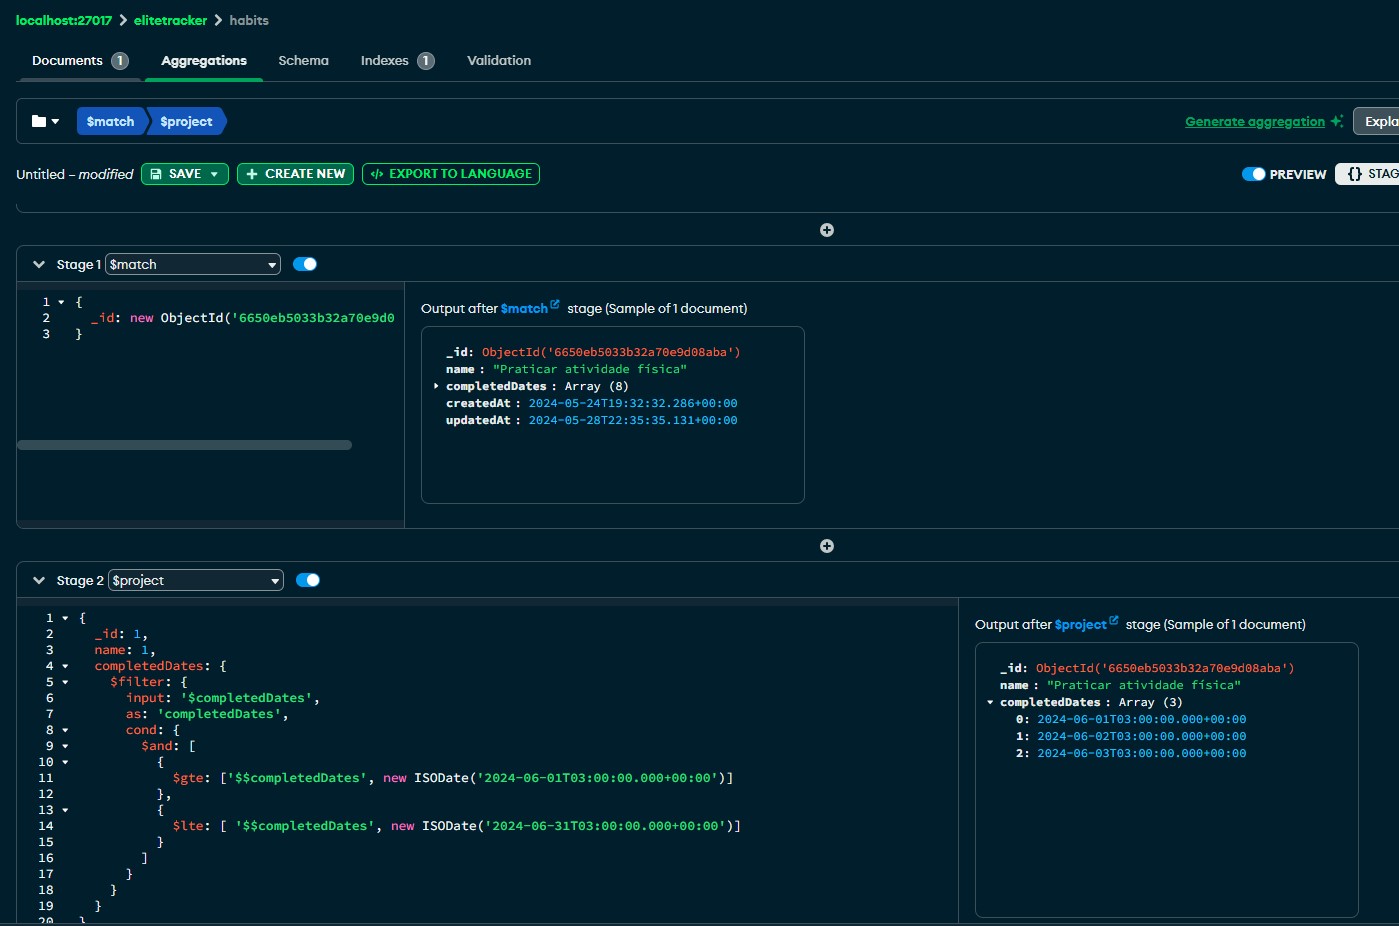 localhost:27017 > elitetracker > habits
Documents 1 Aggregations Schema Indexes 1 Validation
$match $project Generate aggregation Expla
Untitled – modified SAVE + CREATE NEW </> EXPORT TO LANGUAGE PREVIEW {} STAG
Stage 1 $match
1 {
2 _id: new ObjectId('6650eb5033b32a70e9d0
3 }
Output after $match stage (Sample of 1 document)
_id: ObjectId('6650eb5033b32a70e9d08aba')
name : "Praticar atividade física"
completedDates : Array (8)
createdAt : 2024-05-24T19:32:32.286+00:00
updatedAt : 2024-05-28T22:35:35.131+00:00
Stage 2 $project
1 {
2 _id: 1,
3 name: 1,
4 completedDates: {
5 $filter: {
6 input: '$completedDates',
7 as: 'completedDates',
8 cond: {
9 $and: [
10 {
11 $gte: ['$$completedDates', new ISODate('2024-06-01T03:00:00.000+00:00')]
12 },
13 {
14 $lte: [ '$$completedDates', new ISODate('2024-06-31T03:00:00.000+00:00')]
15 }
16 ]
17 }
18 }
19 }
20 }
Output after $project stage (Sample of 1 document)
_id: ObjectId('6650eb5033b32a70e9d08aba')
name : "Praticar atividade física"
completedDates : Array (3)
0: 2024-06-01T03:00:00.000+00:00
1: 2024-06-02T03:00:00.000+00:00
2: 2024-06-03T03:00:00.000+00:00